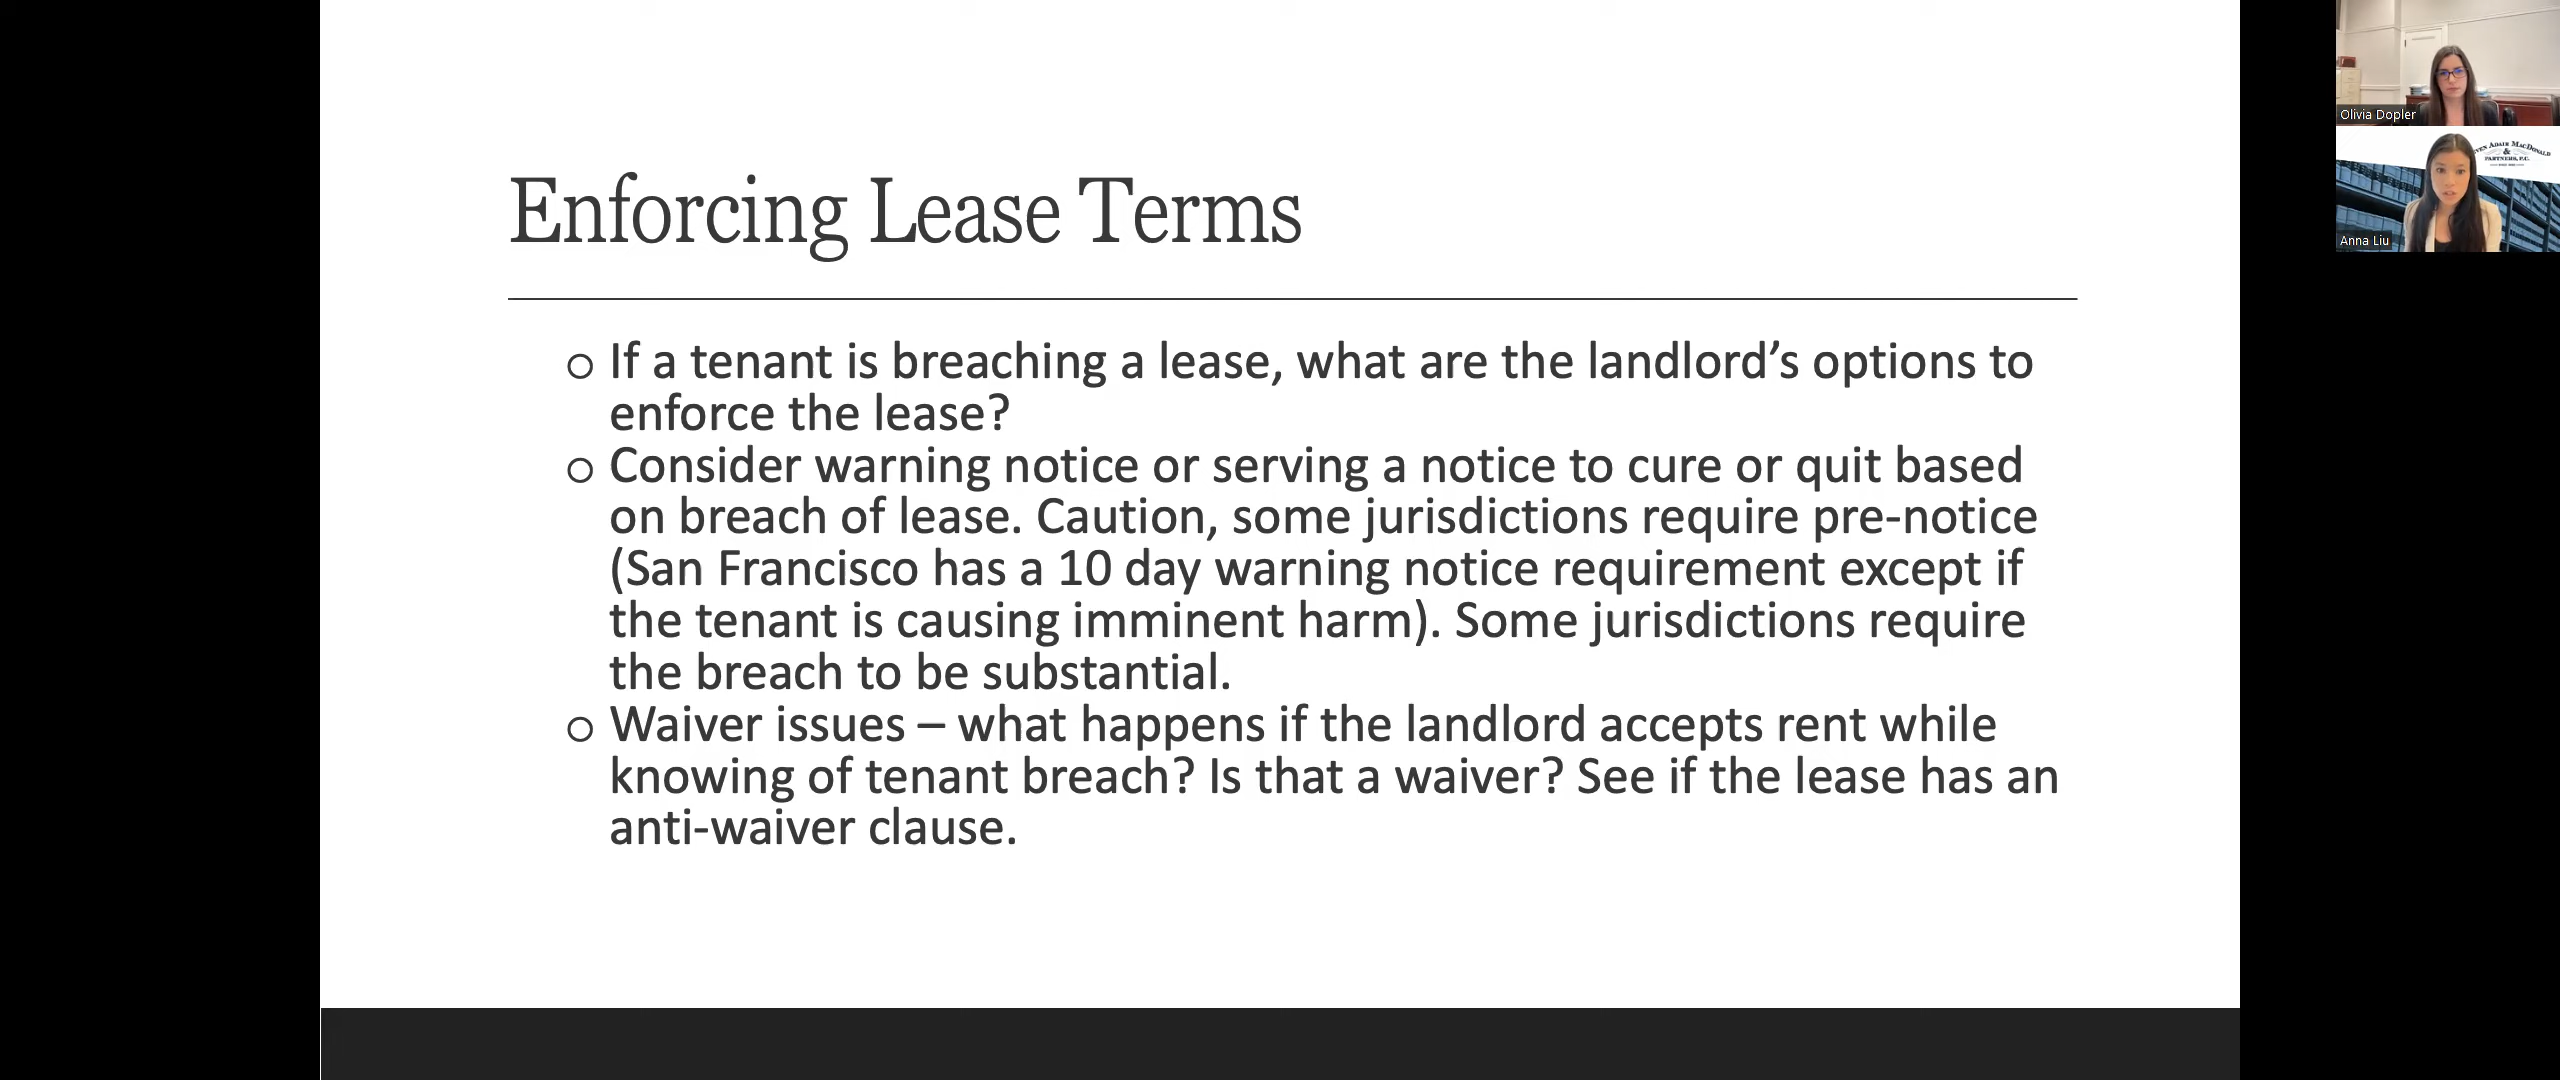 Enforcing Lease Terms
o If a tenant is breaching a lease, what are the landlord’s options to
enforce the lease?
o Consider warning notice or serving a notice to cure or quit based
on breach of lease. Caution, some jurisdictions require pre-notice
(San Francisco has a 10 day warning notice requirement except if
the tenant is causing imminent harm). Some jurisdictions require
the breach to be substantial.
o Waiver issues – what happens if the landlord accepts rent while
knowing of tenant breach? Is that a waiver? See if the lease has an
anti-waiver clause.
Olivia Dopler
Adair MacDonald
&
Partners, P.C.
Anna Liu